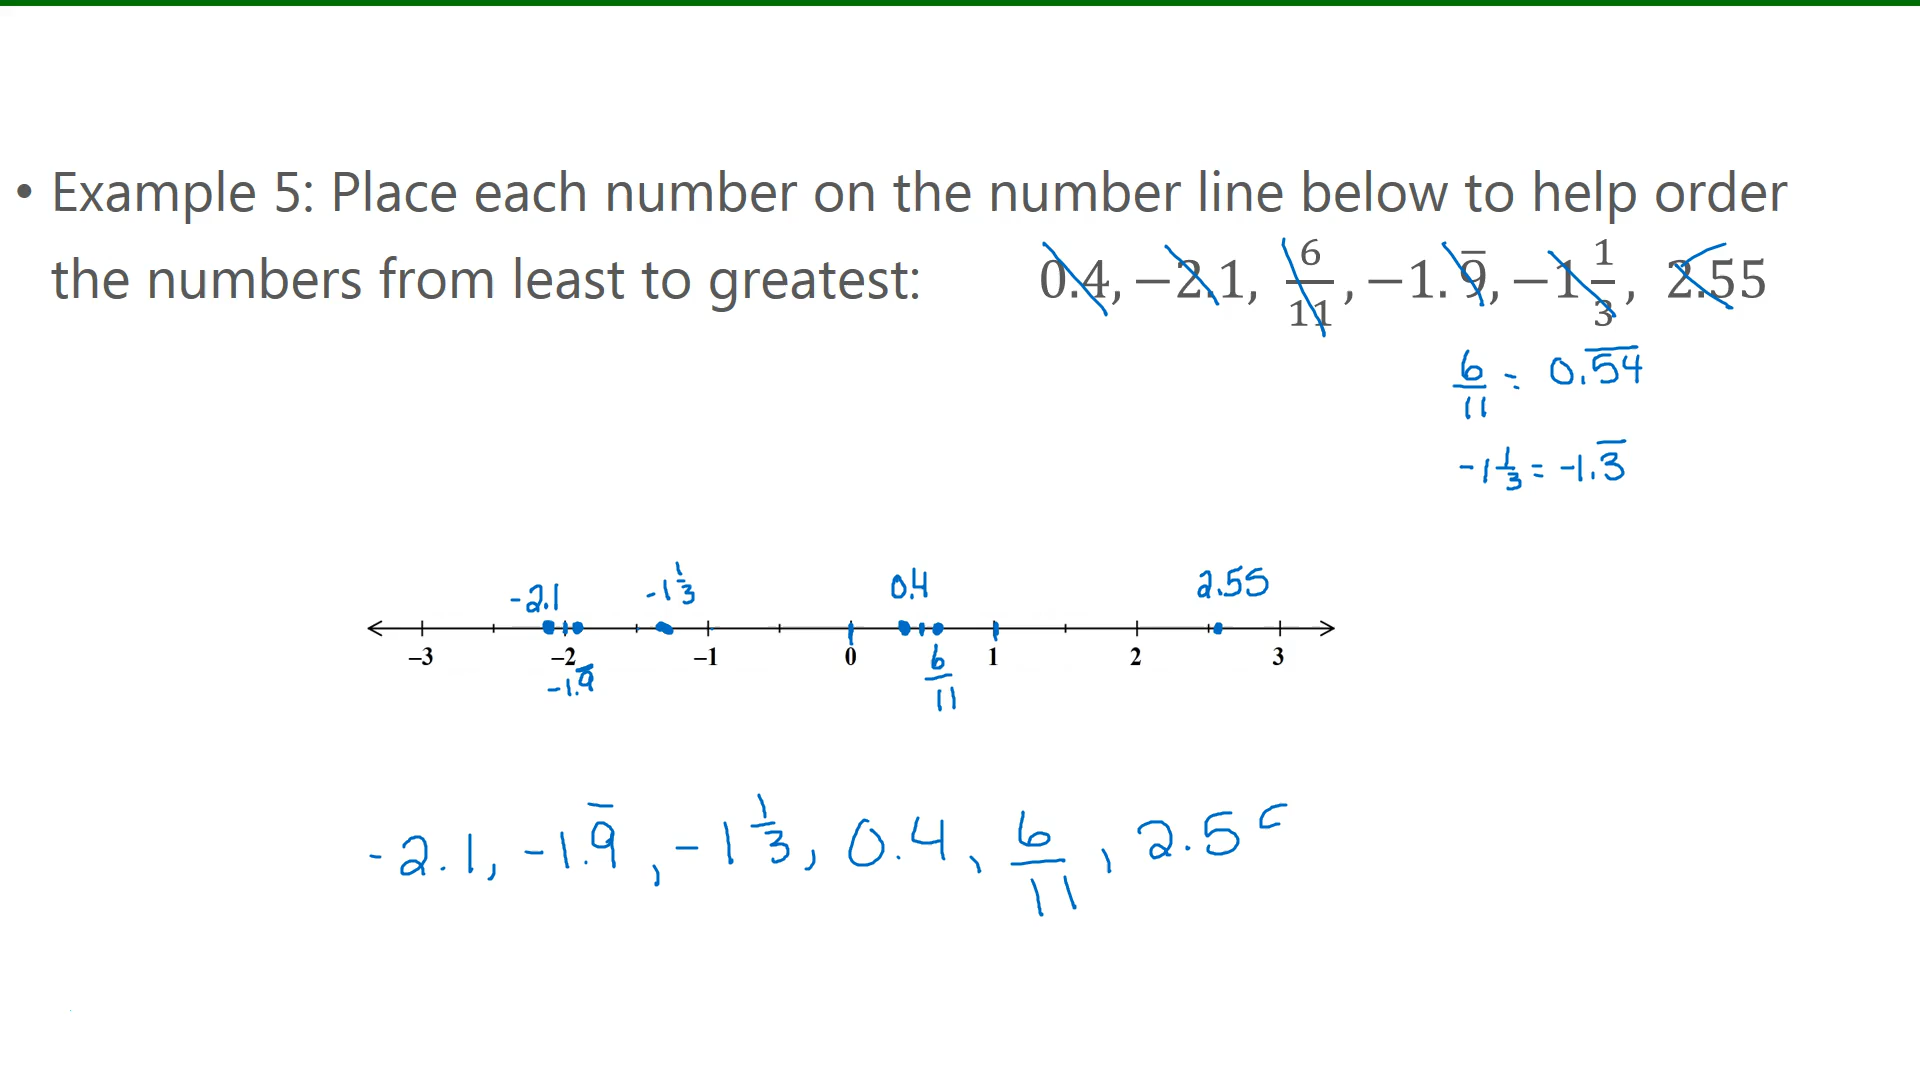 • Example 5: Place each number on the number line below to help order
the numbers from least to greatest: 0.4, −2.1, 6/11, −1.9̅, −1 1/3, 2.55
6/11 = 0.5̅4̅
-1 1/3 = -1.3̅
-2.1 -1 1/3 0.4 2.55
–3 –2 –1 0 1 2 3
-1.9̅ 6/11
-2.1, -1.9̅, -1 1/3, 0.4, 6/11, 2.5